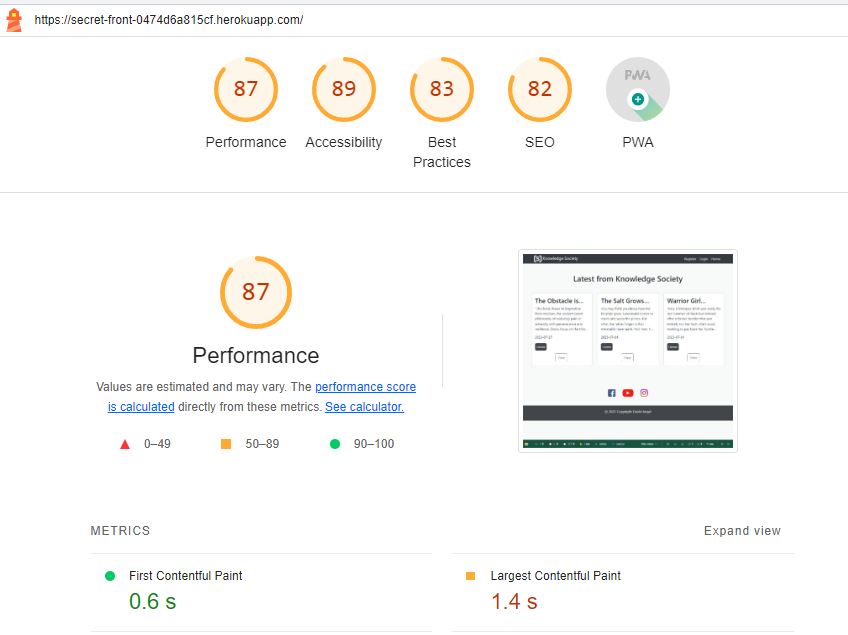 https://secret-front-0474d6a815cf.herokuapp.com/
87
89
83
82
PWA
Performance
Accessibility
Best
Practices
SEO
PWA
87
Performance
Values are estimated and may vary. The performance score
is calculated directly from these metrics. See calculator.
0–49
50–89
90–100
Knowledge Society
Register Login Home
Latest from Knowledge Society
The Obstacle is...
The Salt Grows...
Warrior Girl...
METRICS
Expand view
First Contentful Paint
0.6 s
Largest Contentful Paint
1.4 s